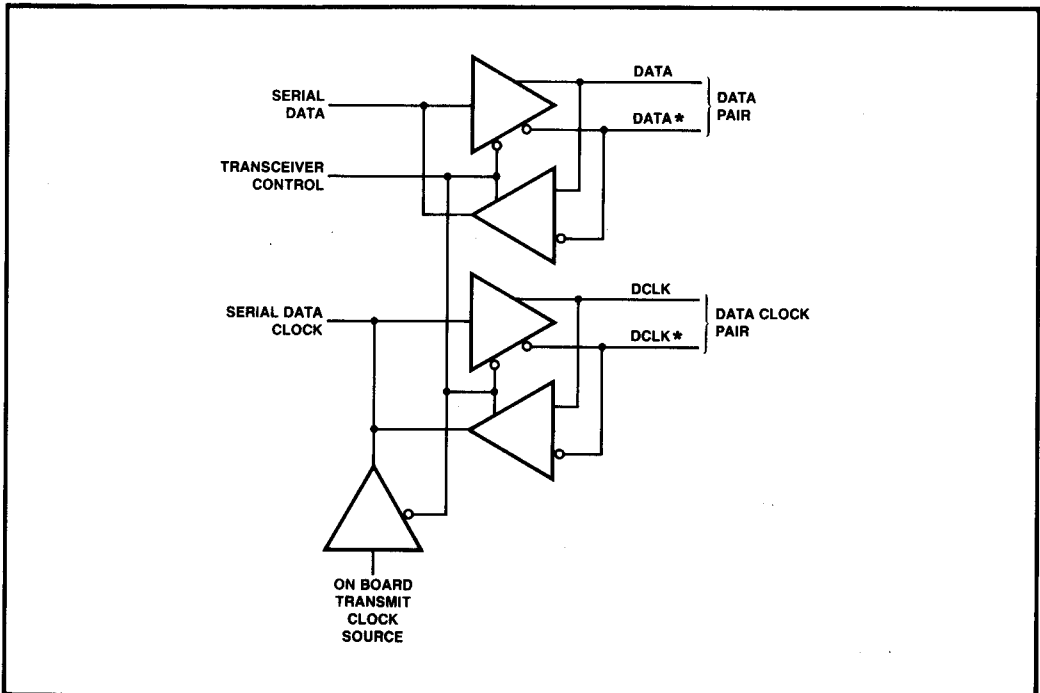 SERIAL
DATA
DATA
DATA*
DATA
PAIR
TRANSCEIVER
CONTROL
SERIAL DATA
CLOCK
DCLK
DCLK*
DATA CLOCK
PAIR
ON BOARD
TRANSMIT
CLOCK
SOURCE